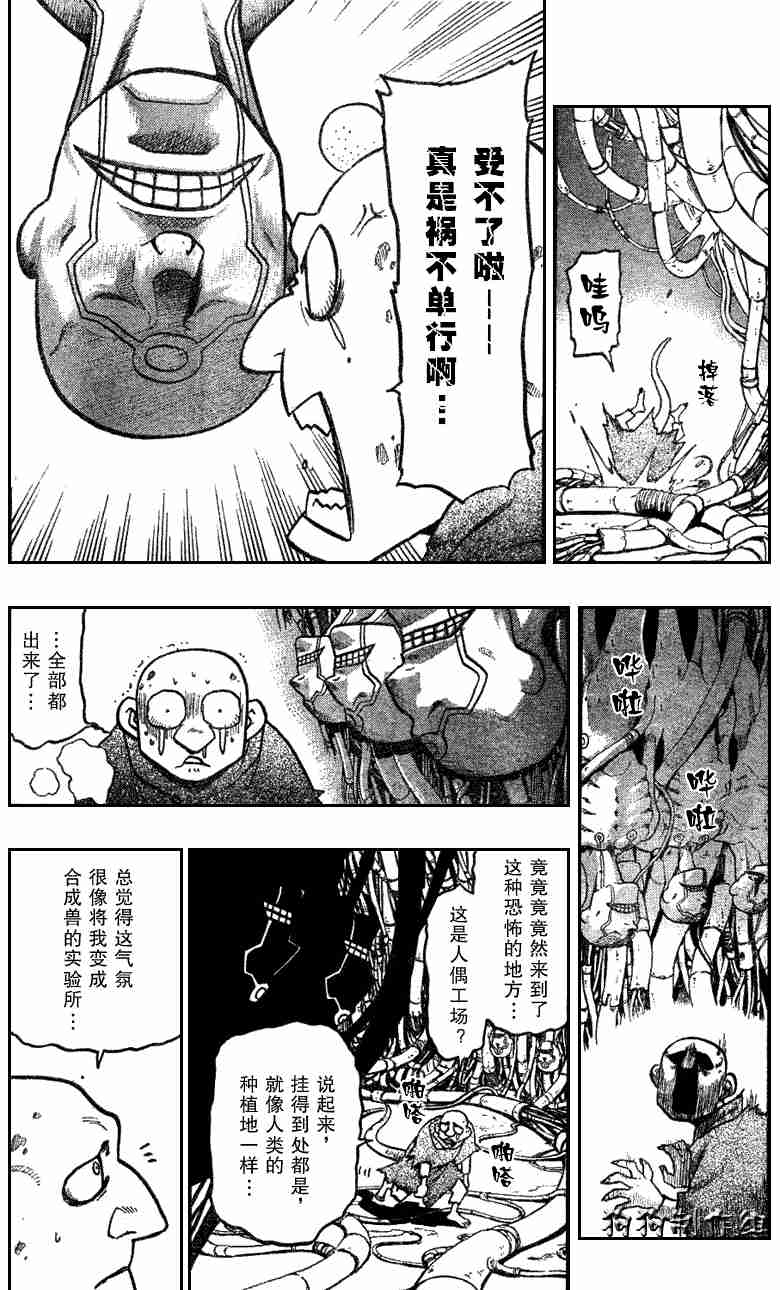 哇呜
掉落
受不了啦——
真是祸不单行啊…
哗啦
哗啦
…全部都
出来了…
竟竟竟竟然来到了
这种恐怖的地方…
这是人偶工场？
啪嗒
啪嗒
说起来，
挂得到处都是，
就像人类的
种植地一样…
总觉得这气氛
很像将我变成
合成兽的实验所…
狗狗制作组